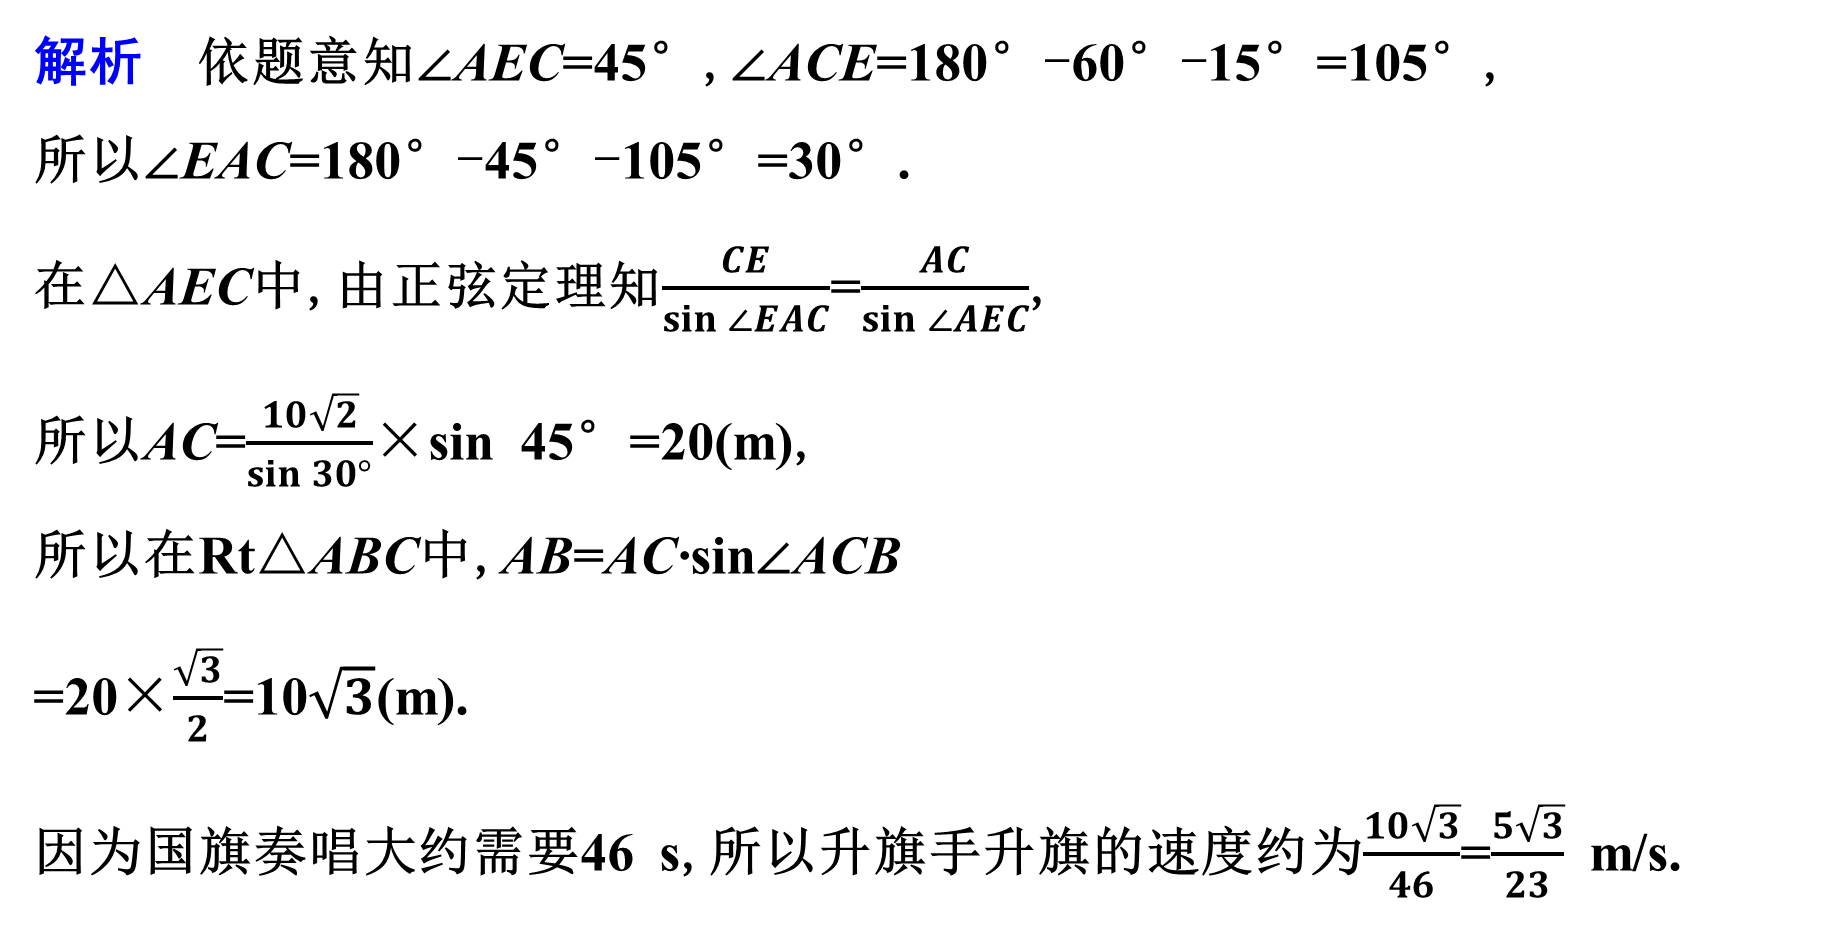 解析 依题意知∠AEC=45°,∠ACE=180°-60°-15°=105°,
所以∠EAC=180°-45°-105°=30°.
在△AEC中,由正弦定理知CE/sin ∠EAC=AC/sin ∠AEC,
所以AC=10√2/sin 30°×sin 45°=20(m),
所以在Rt△ABC中,AB=AC·sin∠ACB
=20×√3/2=10√3(m).
因为国旗奏唱大约需要46 s,所以升旗手升旗的速度约为10√3/46=5√3/23 m/s.